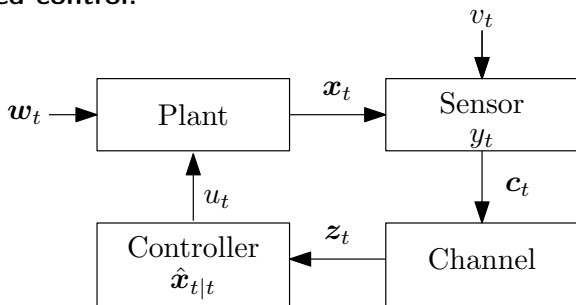 ed control.
v_t
w_t
Plant
x_t
Sensor
y_t
u_t
c_t
Controller
x̂_{t|t}
z_t
Channel